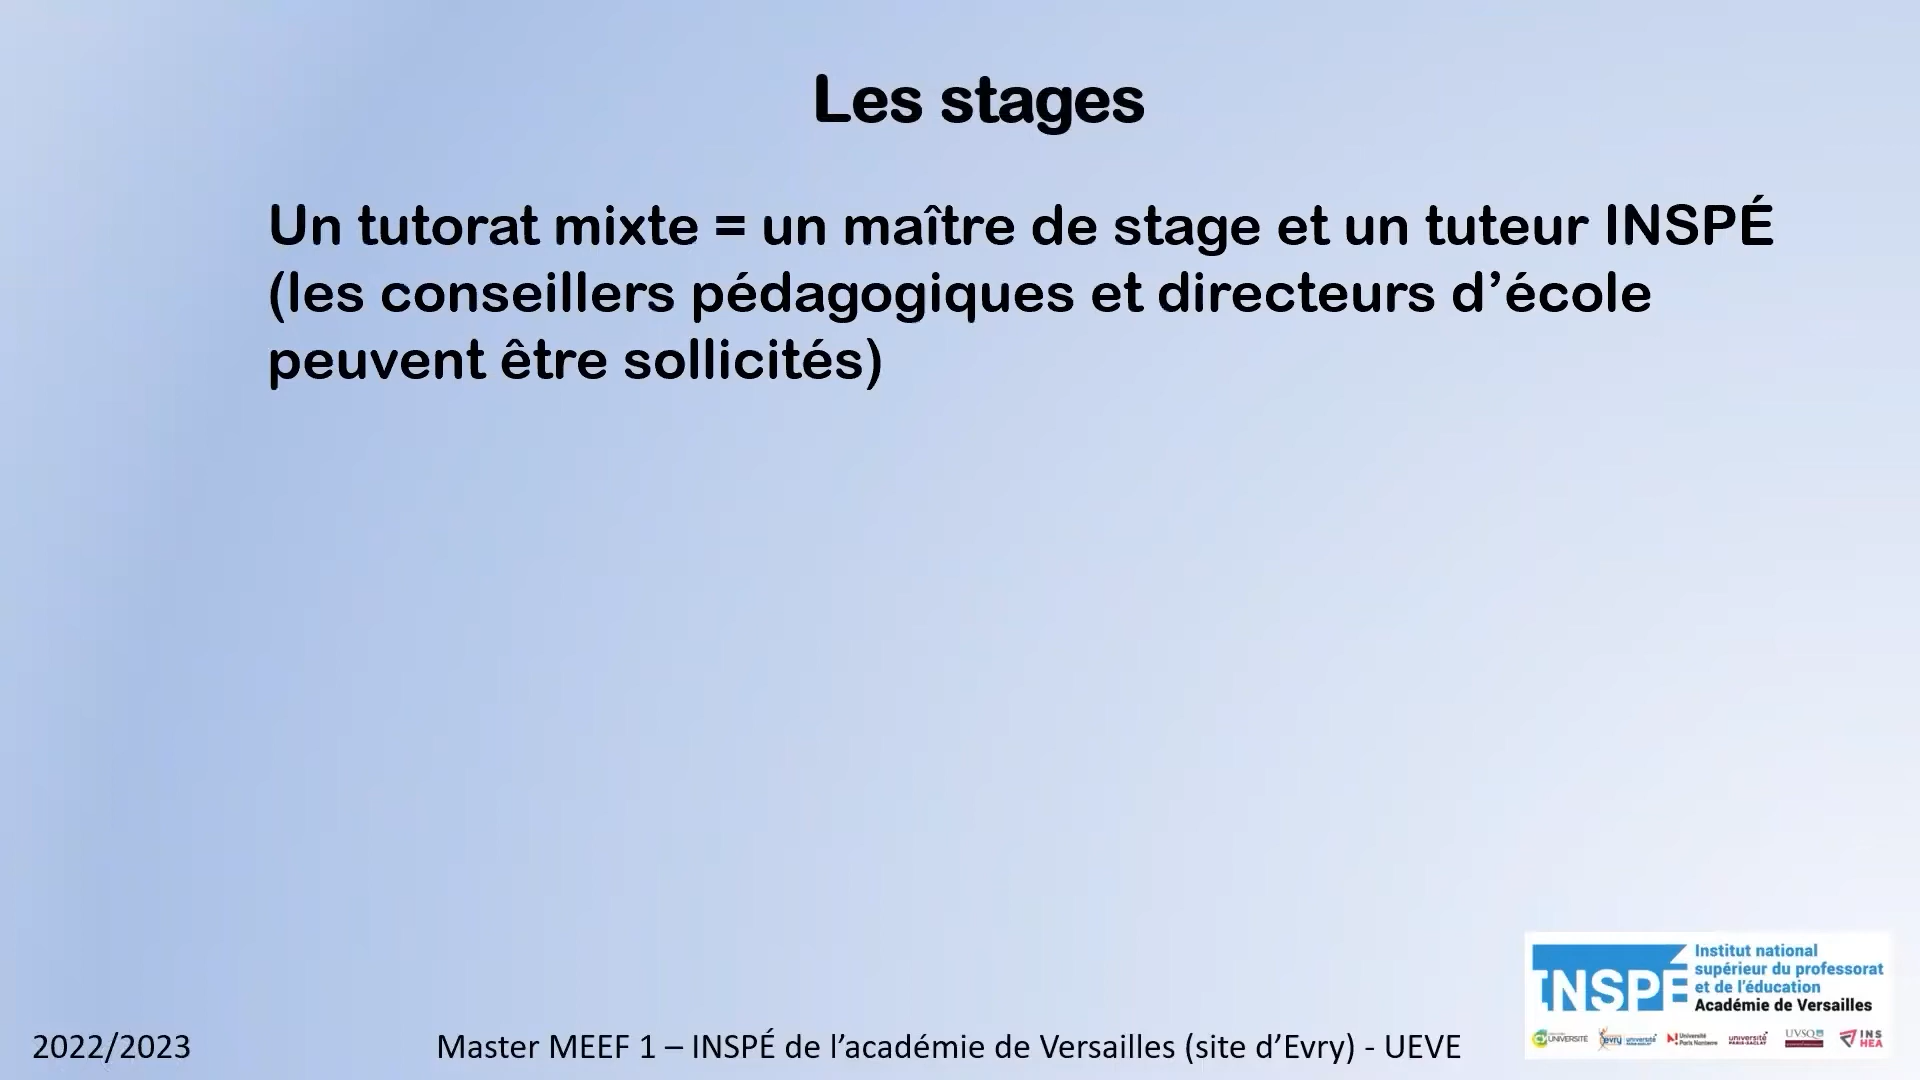 Les stages
Un tutorat mixte = un maître de stage et un tuteur INSPÉ
(les conseillers pédagogiques et directeurs d’école
peuvent être sollicités)
INSPÉ
Institut national
supérieur du professorat
et de l’éducation
Académie de Versailles
UNIVERSITÉ
evry université PARIS-SACLAY
Université Paris Nanterre
université PARIS-SACLAY
UVSQ
INS HEA
2022/2023
Master MEEF 1 – INSPÉ de l’académie de Versailles (site d’Evry) - UEVE